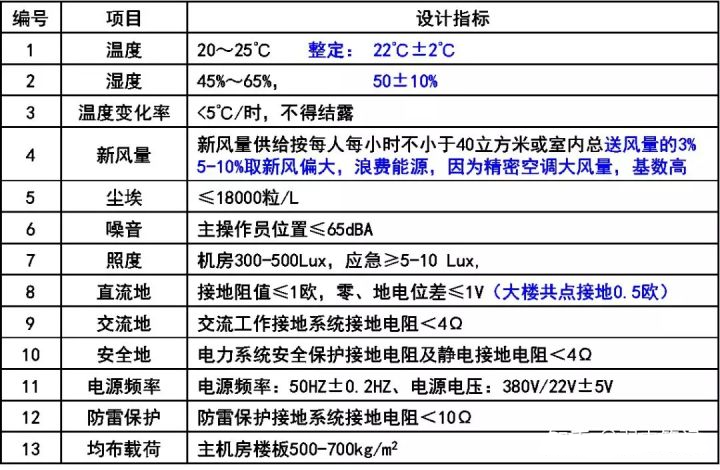 编号 项目 设计指标
1 温度 20～25℃ 整定： 22℃±2℃
2 湿度 45%～65%， 50±10%
3 温度变化率 <5℃/时，不得结露
4 新风量 新风量供给按每人每小时不小于40立方米或室内总送风量的3%
5-10%取新风偏大，浪费能源，因为精密空调大风量，基数高
5 尘埃 ≤18000粒/L
6 噪音 主操作员位置≤65dBA
7 照度 机房300-500Lux，应急≥5-10 Lux,
8 直流地 接地阻值≤1欧，零、地电位差≤1V（大楼共点接地0.5欧）
9 交流地 交流工作接地系统接地电阻＜4Ω
10 安全地 电力系统安全保护接地电阻及静电接地电阻＜4Ω
11 电源频率 电源频率：50HZ±0.2HZ、电源电压：380V/22V±5V
12 防雷保护 防雷保护接地系统接地电阻＜10Ω
13 均布载荷 主机房楼板500-700kg/m²